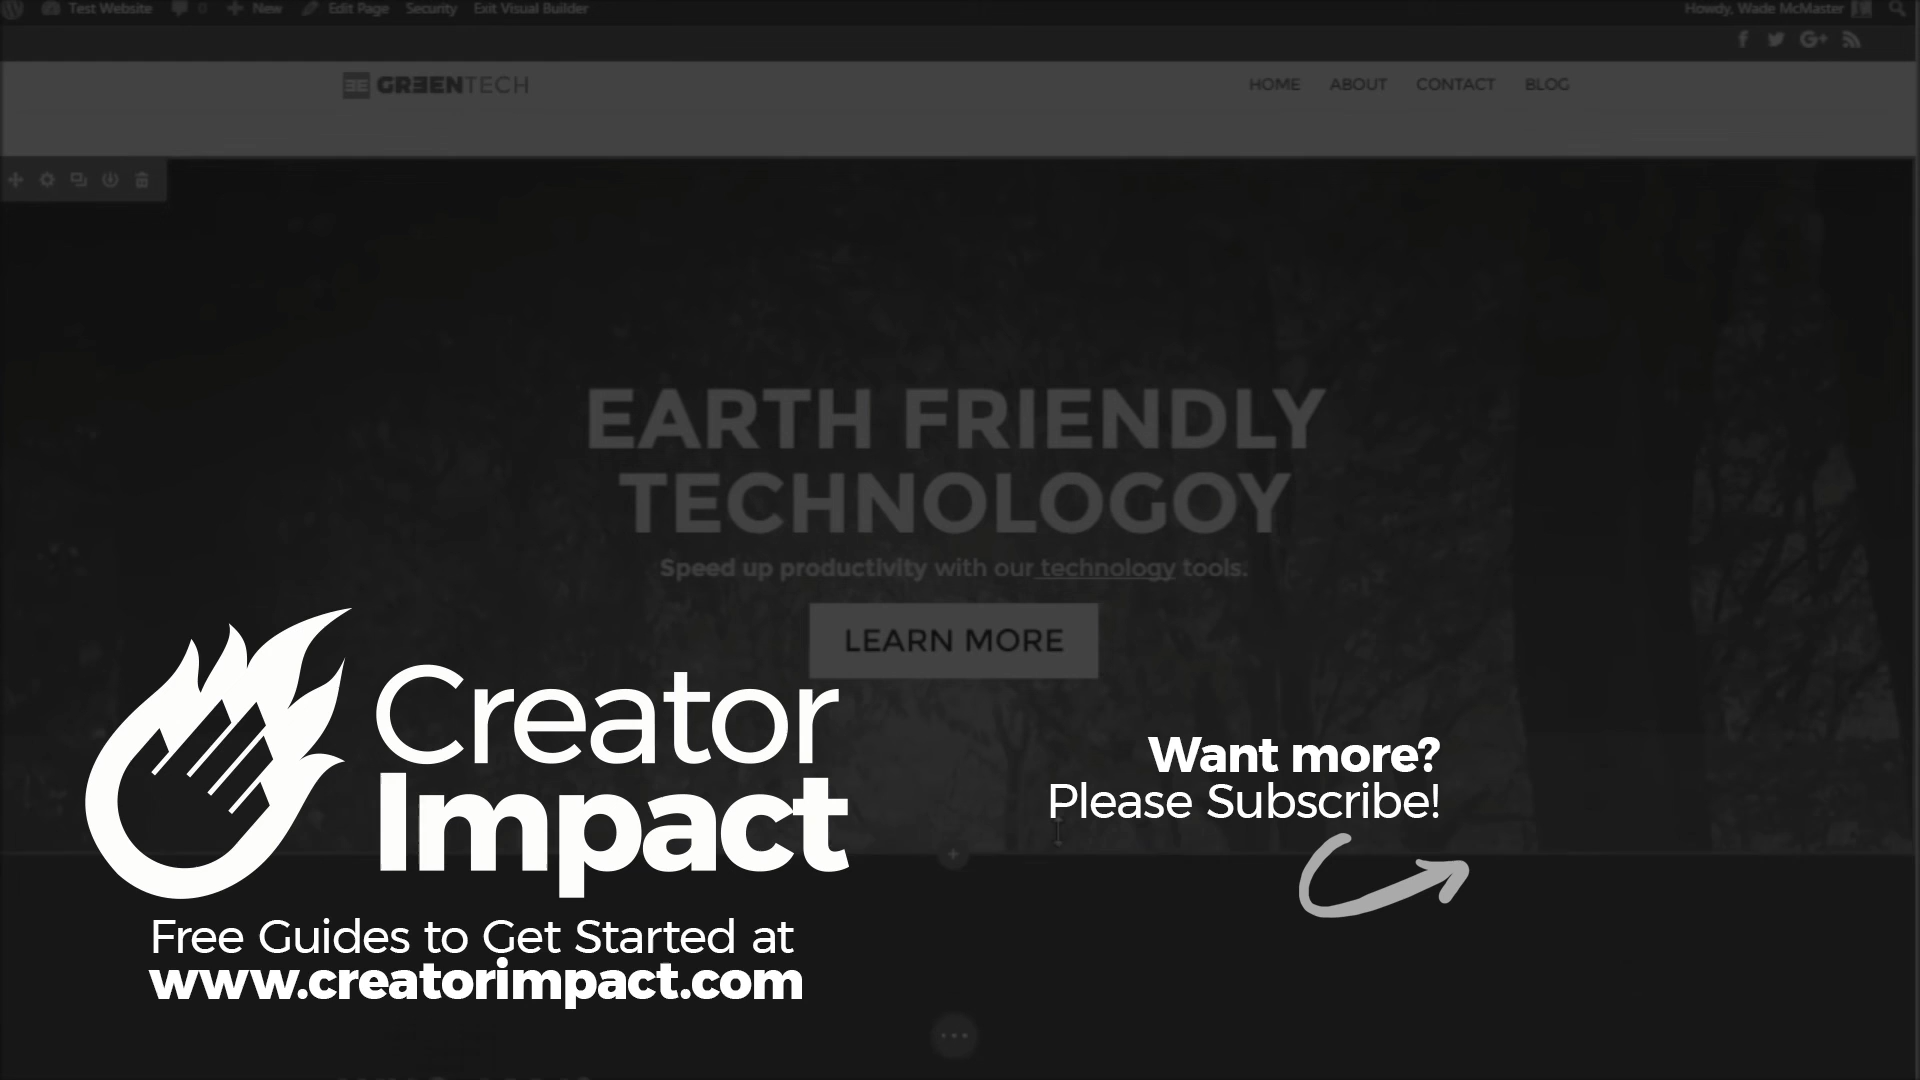 Test Website 0 New Edit Page Security Exit Visual Builder Howdy, Wade McMaster
GREENTECH HOME ABOUT CONTACT BLOG
EARTH FRIENDLY
TECHNOLOGOY
Speed up productivity with our technology tools.
LEARN MORE
Creator
Impact
Want more?
Please Subscribe!
Free Guides to Get Started at
www.creatorimpact.com